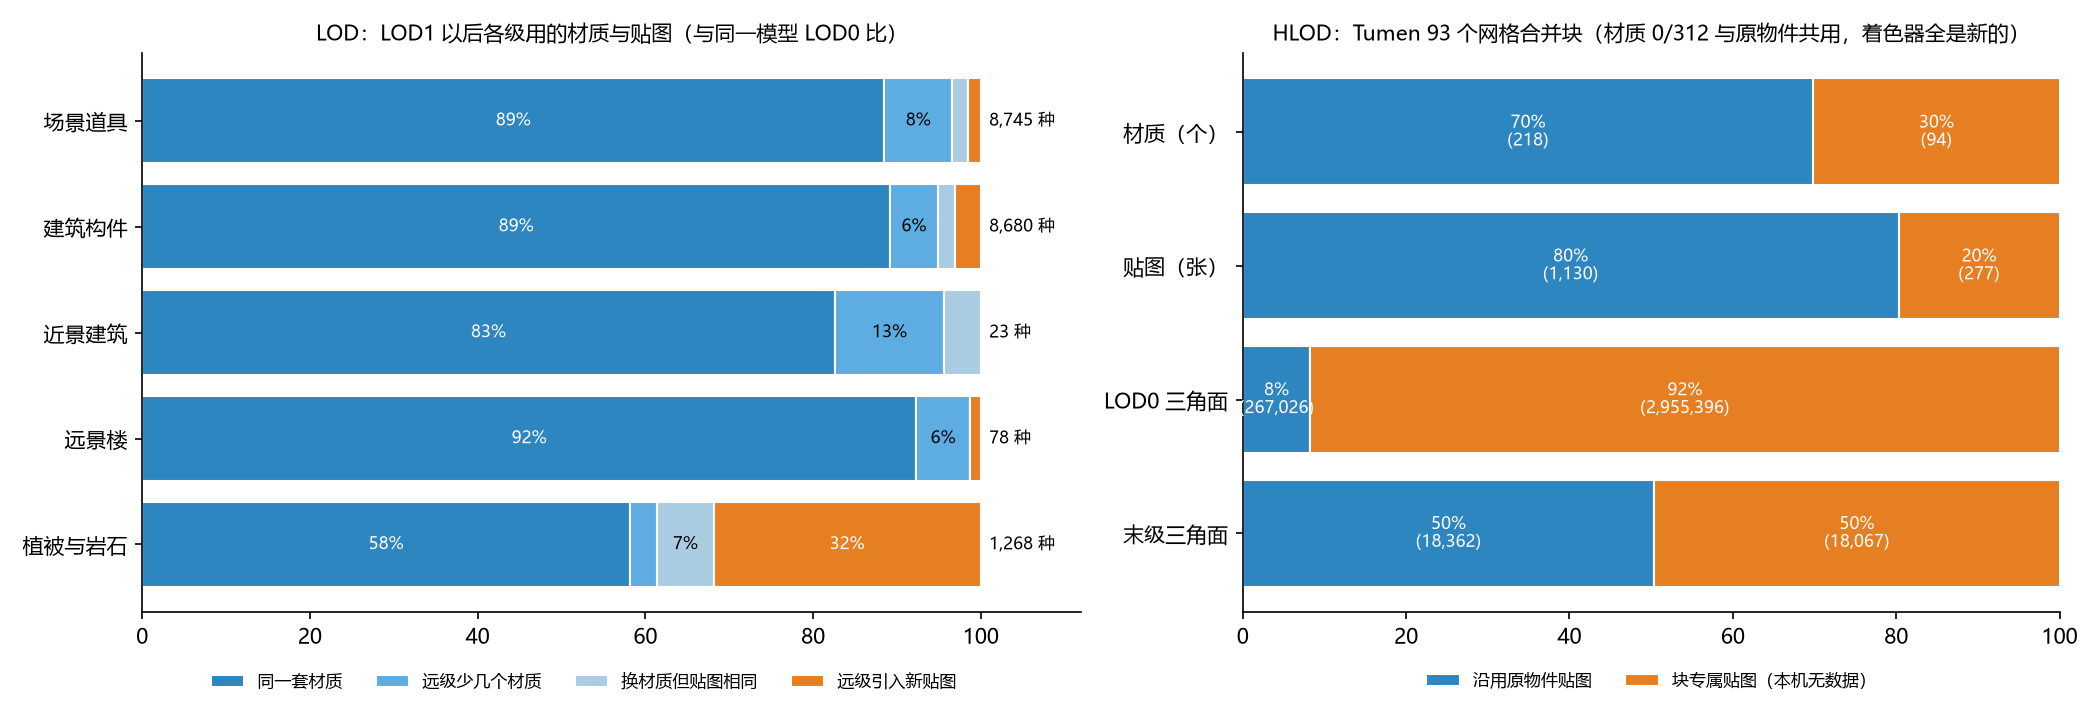 LOD：LOD1 以后各级用的材质与贴图（与同一模型 LOD0 比）
场景道具
89%
8%
8,745 种
建筑构件
89%
6%
8,680 种
近景建筑
83%
13%
23 种
远景楼
92%
6%
78 种
植被与岩石
58%
7%
32%
1,268 种
0 20 40 60 80 100
同一套材质 远级少几个材质 换材质但贴图相同 远级引入新贴图
HLOD：Tumen 93 个网格合并块（材质 0/312 与原物件共用，着色器全是新的）
材质（个）
70%
(218)
30%
(94)
贴图（张）
80%
(1,130)
20%
(277)
LOD0 三角面
8%
(267,026)
92%
(2,955,396)
末级三角面
50%
(18,362)
50%
(18,067)
0 20 40 60 80 100
沿用原物件贴图 块专属贴图（本机无数据）